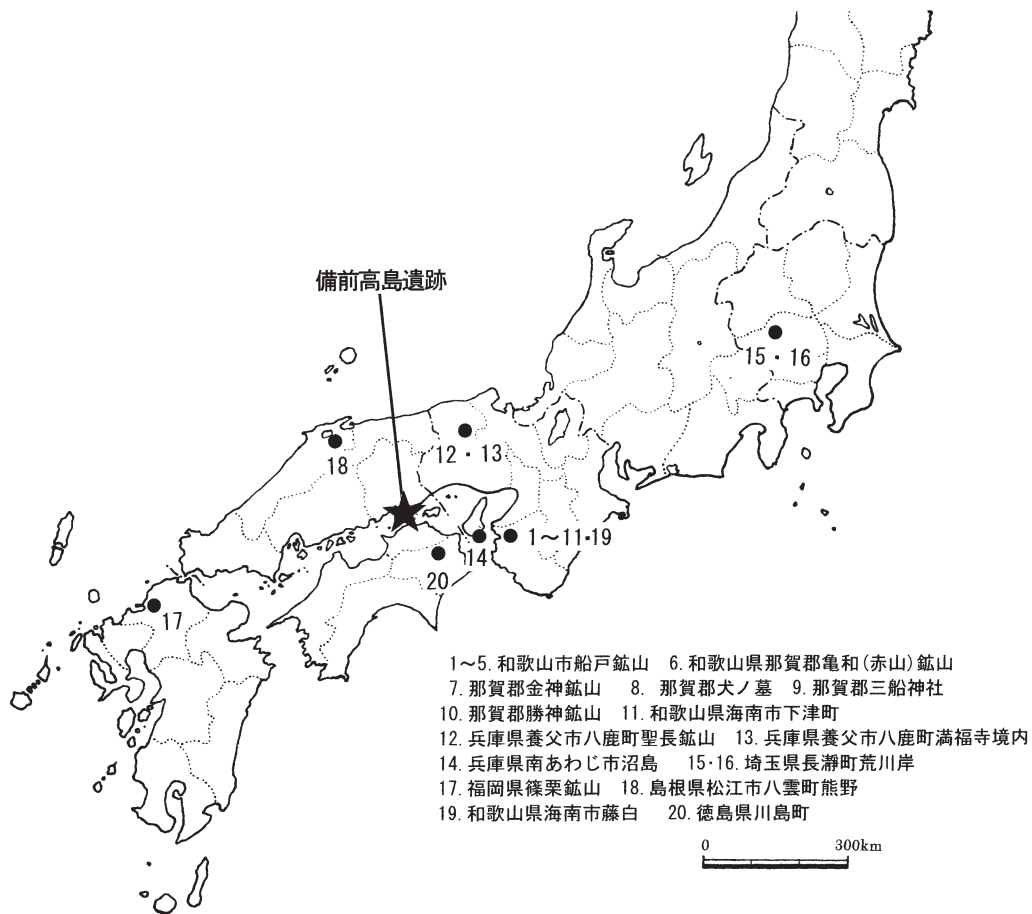 備前高島遺跡
15・16
18
12・13
1～11・19
14
20
17
1～5.和歌山市船戸鉱山 6.和歌山県那賀郡亀和(赤山)鉱山
7.那賀郡金神鉱山 8.那賀郡犬ノ墓 9.那賀郡三船神社
10.那賀郡勝神鉱山 11.和歌山県海南市下津町
12.兵庫県養父市八鹿町聖長鉱山 13.兵庫県養父市八鹿町満福寺境内
14.兵庫県南あわじ市沼島 15・16.埼玉県長瀞町荒川岸
17.福岡県篠栗鉱山 18.島根県松江市八雲町熊野
19.和歌山県海南市藤白 20.徳島県川島町
0 300km